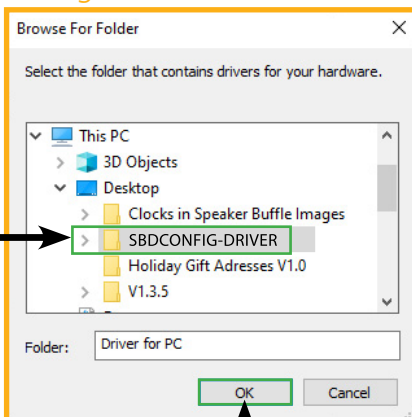 Browse For Folder
Select the folder that contains drivers for your hardware.
This PC
3D Objects
Desktop
Clocks in Speaker Buffle Images
SBDCONFIG-DRIVER
Holiday Gift Adresses V1.0
V1.3.5
Folder: Driver for PC
OK Cancel